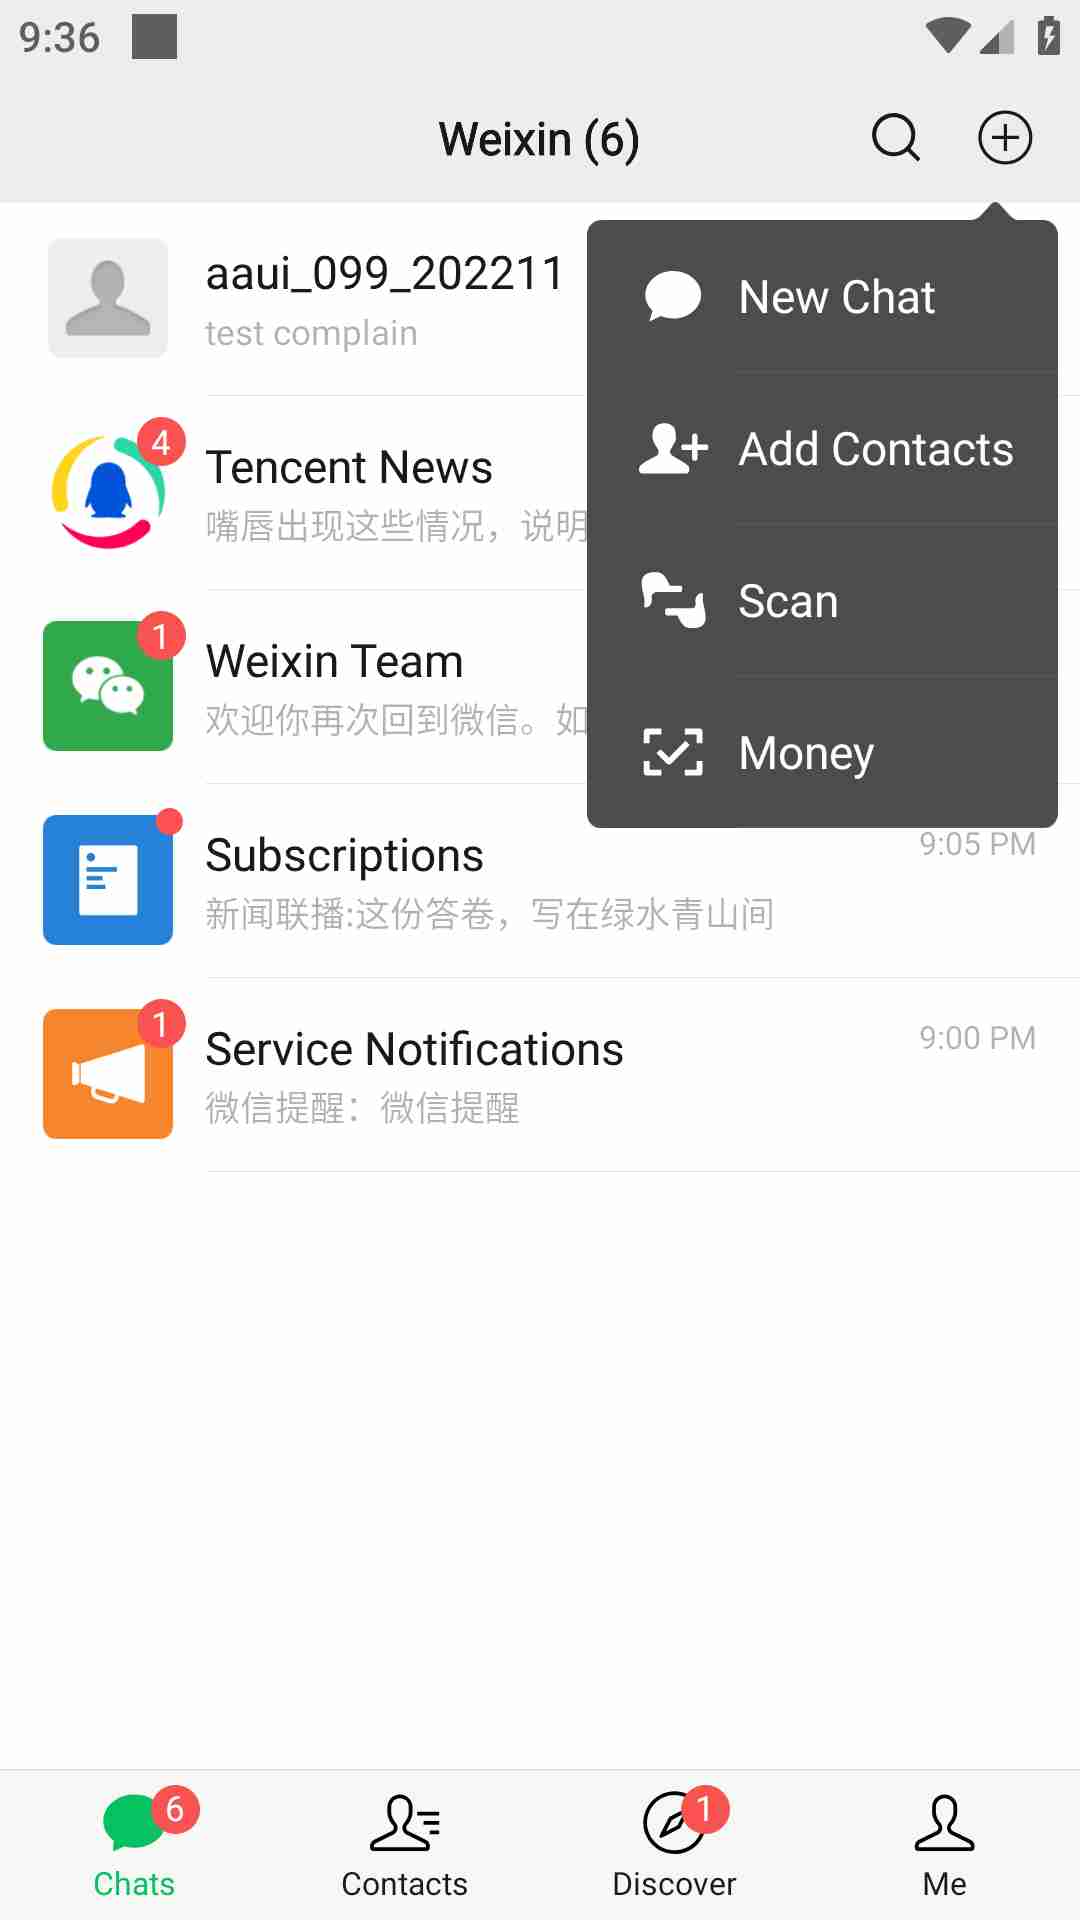 9:36
Weixin (6)
aaui_099_202211
test complain
4
Tencent News
嘴唇出现这些情况，说明
1
Weixin Team
欢迎你再次回到微信。如
New Chat
Add Contacts
Scan
Money
Subscriptions
9:05 PM
新闻联播:这份答卷，写在绿水青山间
1
Service Notifications
9:00 PM
微信提醒：微信提醒
6
Chats
Contacts
1
Discover
Me